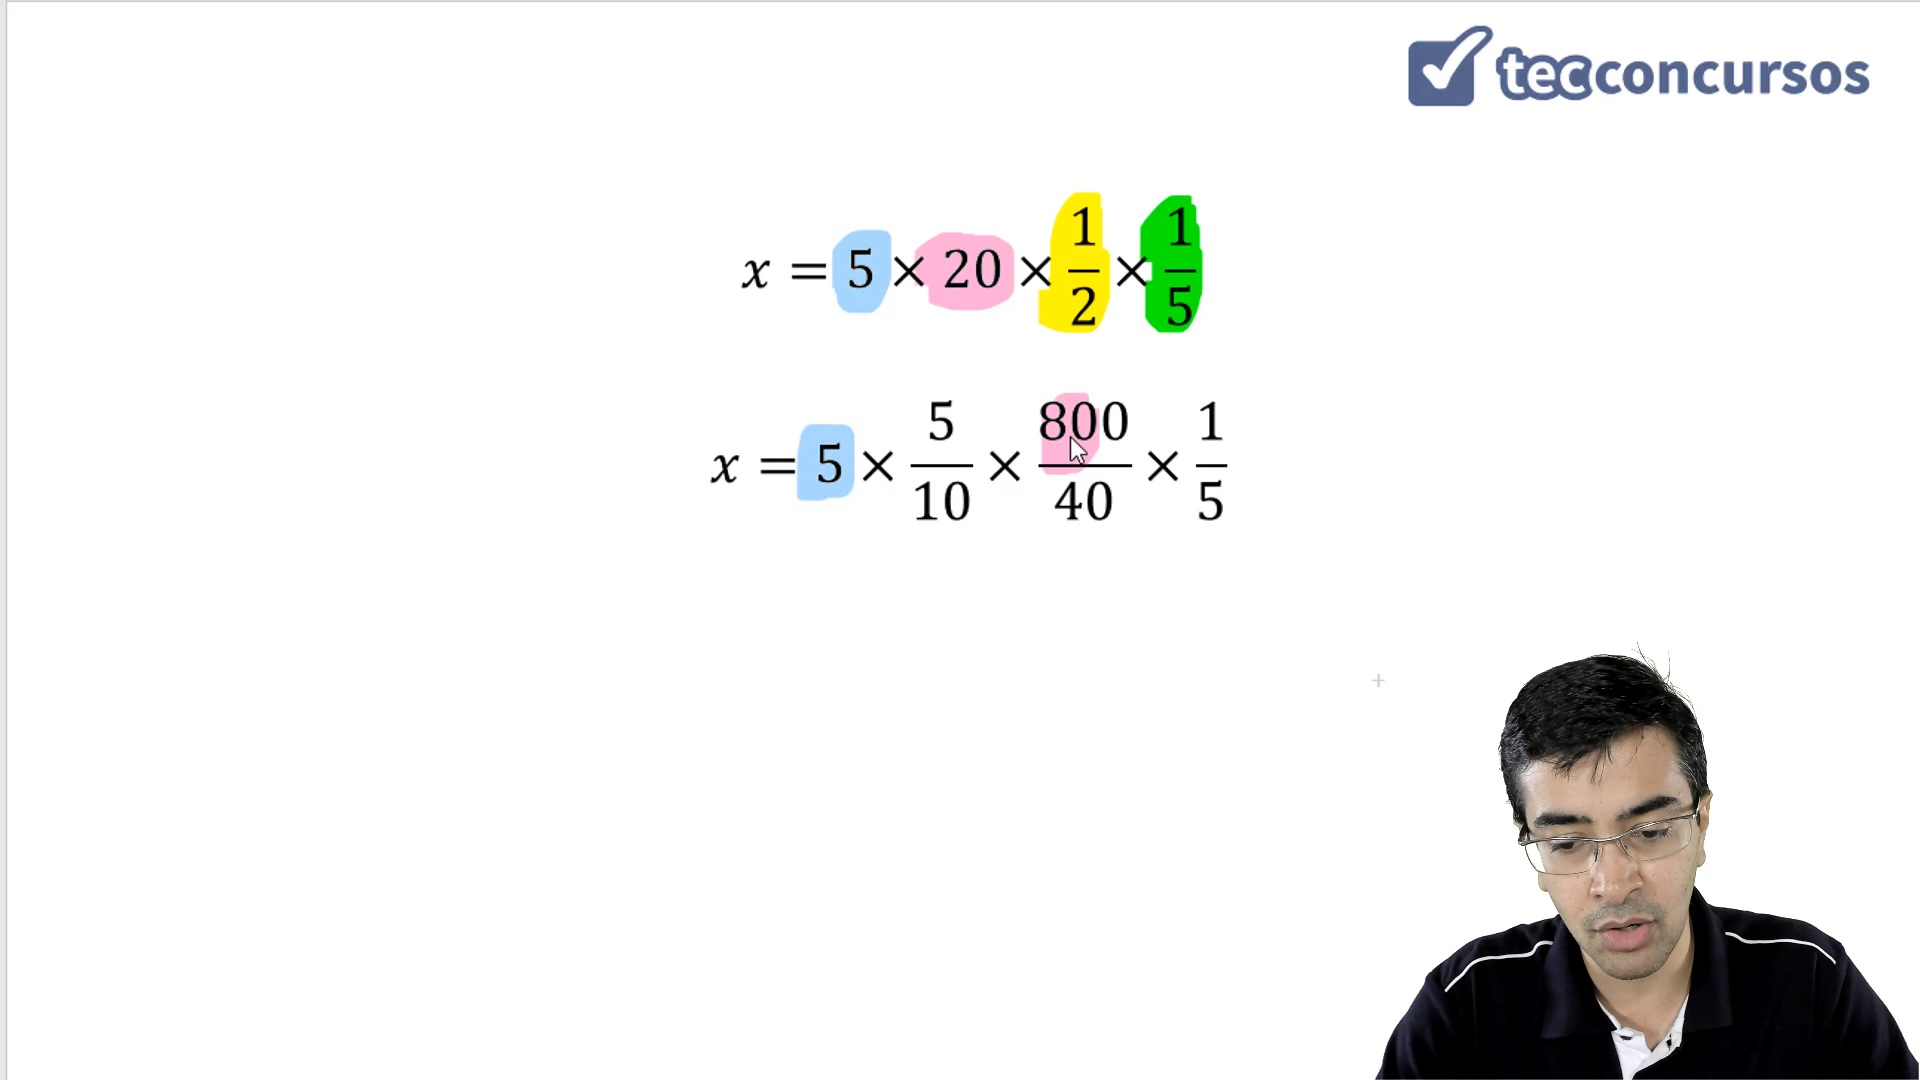 tecconcursos
x = 5 × 20 × 1/2 × 1/5
x = 5 × 5/10 × 800/40 × 1/5